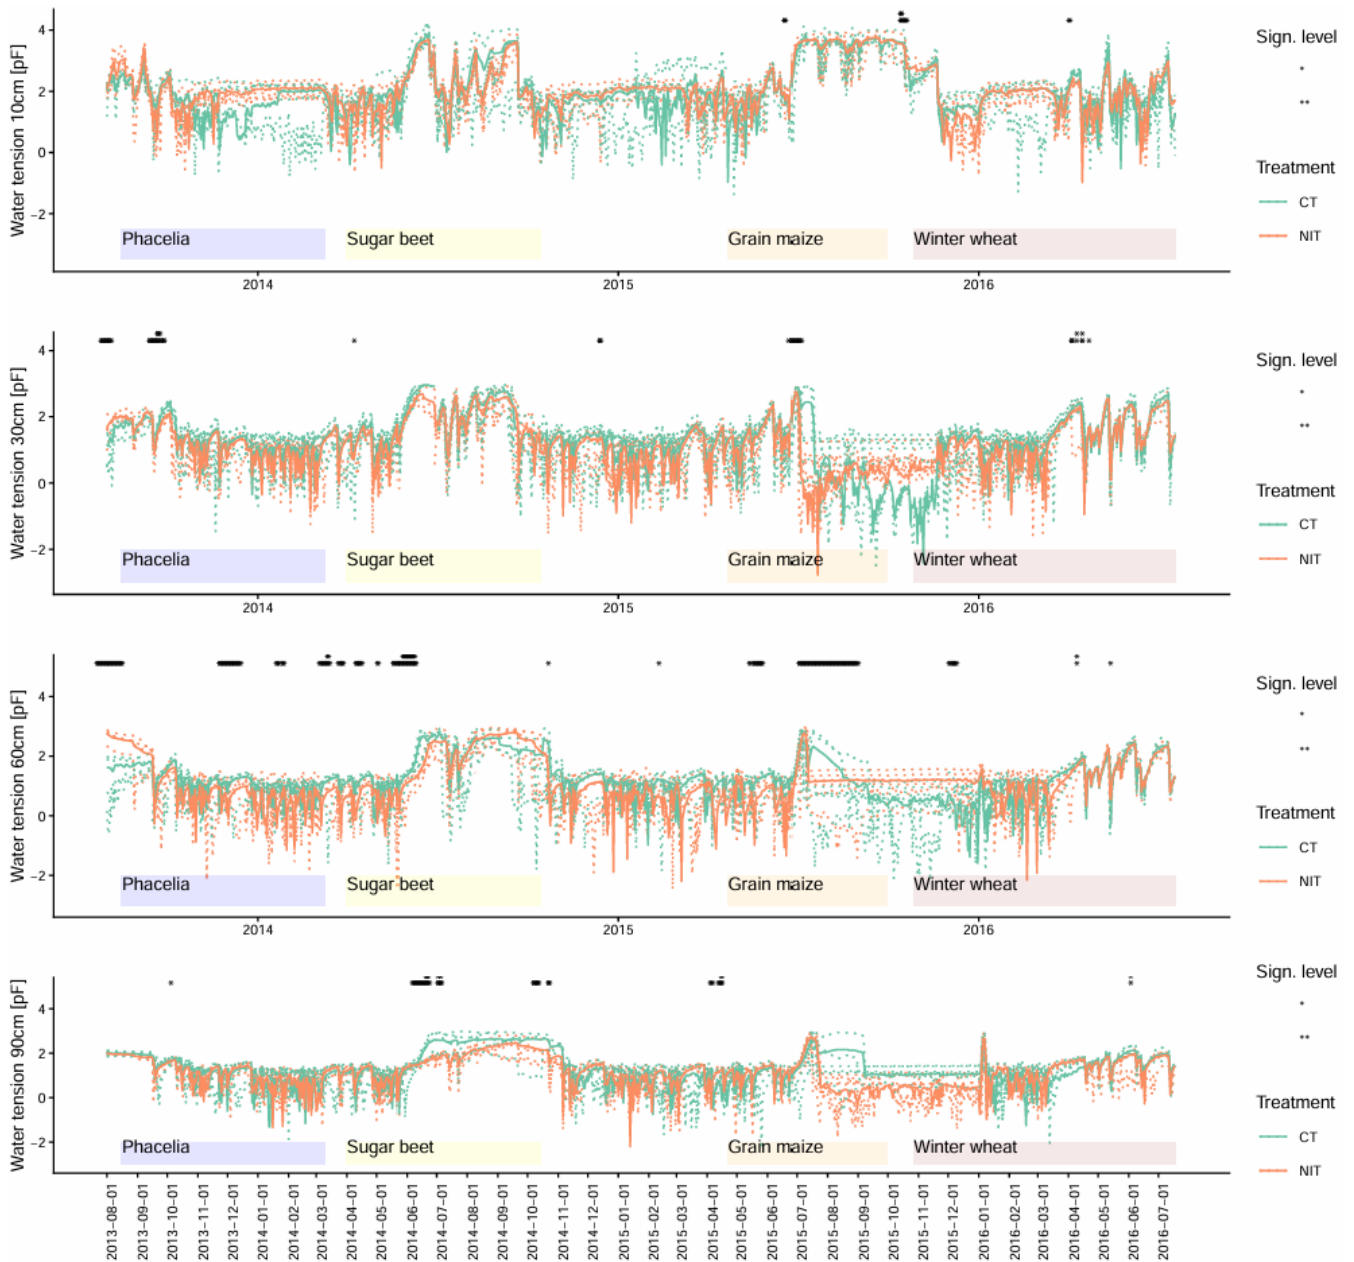 Water tension 10cm [pF]
4
2
0
−2
Phacelia
Sugar beet
Grain maize
Winter wheat
2014
2015
2016
Sign. level
*
**
Treatment
CT
NIT
Water tension 30cm [pF]
4
2
0
−2
Phacelia
Sugar beet
Grain maize
Winter wheat
2014
2015
2016
Sign. level
*
**
Treatment
CT
NIT
Water tension 60cm [pF]
4
2
0
−2
Phacelia
Sugar beet
Grain maize
Winter wheat
2014
2015
2016
Sign. level
*
**
Treatment
CT
NIT
Water tension 90cm [pF]
4
2
0
−2
Phacelia
Sugar beet
Grain maize
Winter wheat
2013−08−01
2013−09−01
2013−10−01
2013−11−01
2013−12−01
2014−01−01
2014−02−01
2014−03−01
2014−04−01
2014−05−01
2014−06−01
2014−07−01
2014−08−01
2014−09−01
2014−10−01
2014−11−01
2014−12−01
2015−01−01
2015−02−01
2015−03−01
2015−04−01
2015−05−01
2015−06−01
2015−07−01
2015−08−01
2015−09−01
2015−10−01
2015−11−01
2015−12−01
2016−01−01
2016−02−01
2016−03−01
2016−04−01
2016−05−01
2016−06−01
2016−07−01
Sign. level
*
**
Treatment
CT
NIT